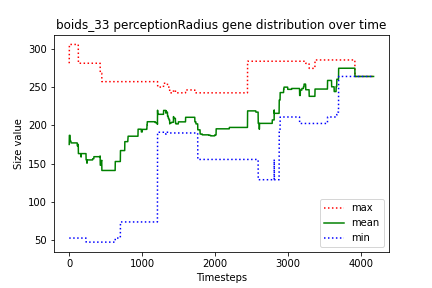 boids_33 perceptionRadius gene distribution over time
Size value
300
250
200
150
100
50
0
1000
2000
3000
4000
Timesteps
max
mean
min